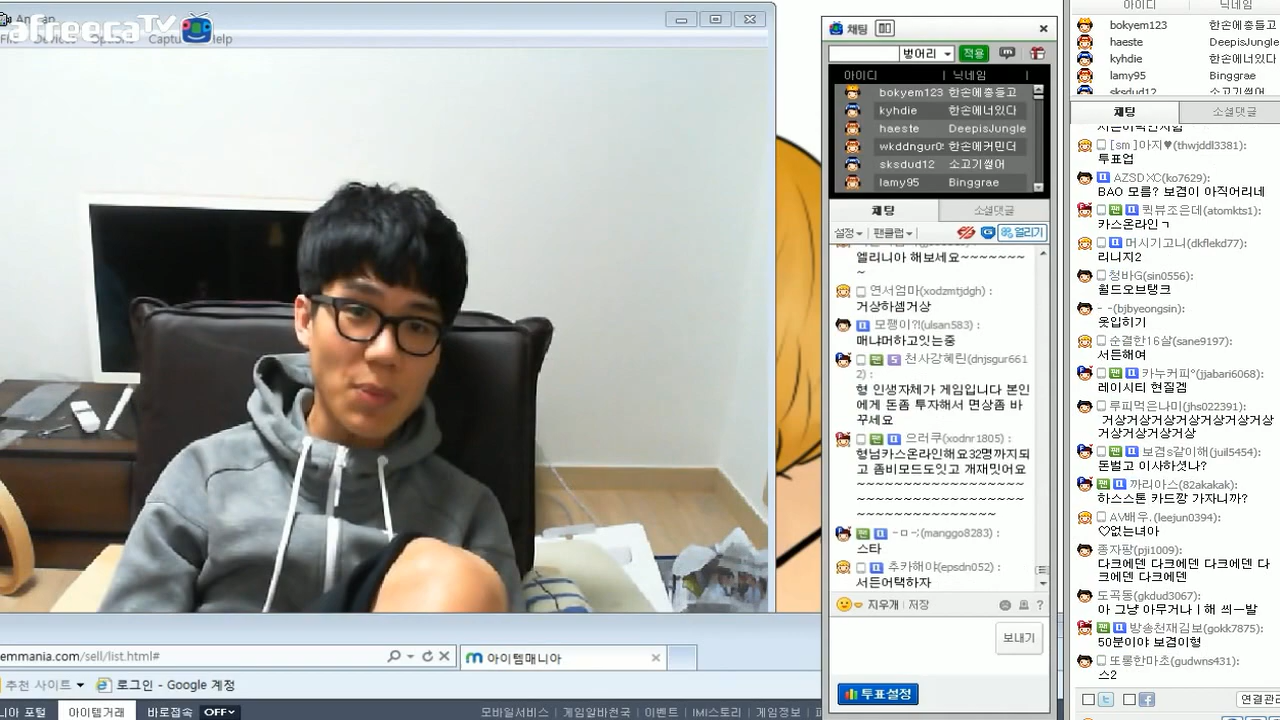 afreecaTV
채팅
벙어리
적용
아이디 닉네임
bokyem123 한손에총들고
kyhdie 한손에너있다
haeste DeepisJungle
wkddngur0 한손에커민더
sksdud12 소고기썰어
lamy95 Binggrae
채팅
소셜댓글
설정
팬클럽
얼리기
엘리니아 해보세요~~~~~~~~
~
연서엄마(xodzmtjdgh) :
거상하셈거상
모쨍이?!(ulsan583) :
매냐머하고잇는중
천사강혜린(dnjsgur661
2) :
형 인생자체가 게임입니다 본인
에게 돈좀 투자해서 면상좀 바
꾸세요
으러쿠(xodnr1805) :
형님카스온라인해요32명까지되
고 좀비모드도잇고 개재밋어요
~~~~~~~~~~~~~~~~~~
~~~~~~~~~~~~~~~~~~
~~~~~~~~~~~~~~~
-ㅁ-;(manggo8283) :
스타
추카해야(epsdn052) :
서든어택하자
지우개 | 저장
보내기
투표설정
아이디 닉네임
bokyem123 한손에총들고
haeste DeepisJungle
kyhdie 한손에너있다
lamy95 Binggrae
sksdud12 소고기썰어
채팅
소셜댓글
[sm]아지♥(thwjddl3381):
투표업
AZSD>X(ko7629):
BAO 모름? 보겸이 아직어리네
퀵뷰조은데(atomkts1):
카스온라인ㄱ
머시기고니(dkflekd77):
리니지2
청바G(sin0556):
월드오브탱크
- -(bjbyeongsin):
옷입히기
순결한16살(sane9197):
서든해여
카누커피°(jjabari6068):
레이시티 현질겜
루피먹은나미(jhs022391):
거상거상거상거상거상거상거상
거상거상거상거상
보겸s같이해(juil5454):
돈벌고 이사하셧나?
까리아스(82akakak):
하스스톤 카드깡 가자니까?
AV배우.(leejun0394):
♡없는녀아
종자팡(pji1009):
다크에덴 다크에덴 다크에덴 다
크에덴 다크에덴
도곡동(gkdud3067):
아 그냥 아무거나ㅣ해 씌ㅡ발
방송천재김보(gokk7875):
50분이야 보겸이형
또롱한마초(gudwns431):
스2
연결관
emmania.com/sell/list.html#
아이템매니아
추천 사이트
로그인 - Google 계정
니아 포털
아이템거래
바로접속 OFF
모바일서비스 | 게임일바천국 | 이벤트 | IMI스토리 | 게임정보